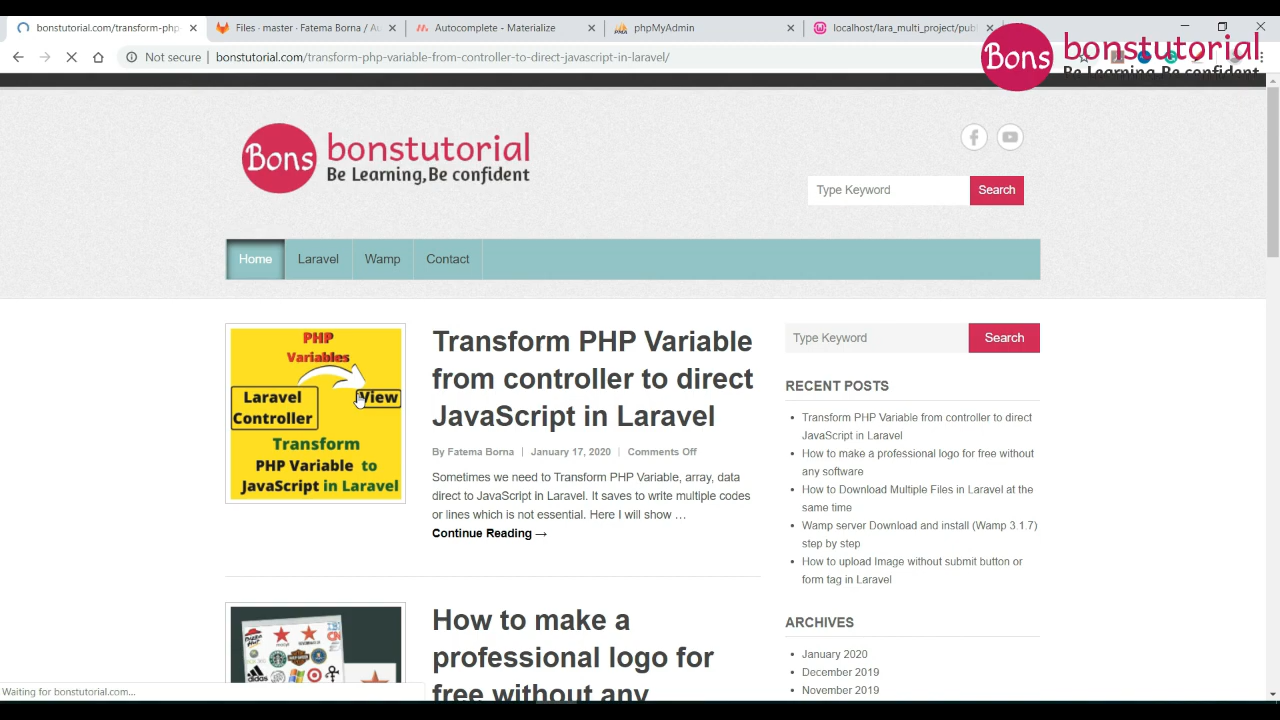 bonstutorial.com/transform-php-
Files · master · Fatema Borna / A
Autocomplete - Materialize
phpMyAdmin
localhost/lara_multi_project/publ
Not secure
bonstutorial.com/transform-php-variable-from-controller-to-direct-javascript-in-laravel/
Bons
bonstutorial
Be Learning,Be confident
Bons
bonstutorial
Be Learning,Be confident
Type Keyword
Search
Home
Laravel
Wamp
Contact
PHP
Variables
Laravel
Controller
View
Transform
PHP Variable to
JavaScript in Laravel
Transform PHP Variable
from controller to direct
JavaScript in Laravel
By Fatema Borna | January 17, 2020 | Comments Off
Sometimes we need to Transform PHP Variable, array, data
direct to JavaScript in Laravel. It saves to write multiple codes
or lines which is not essential. Here I will show …
Continue Reading →
How to make a
professional logo for
free without any
Type Keyword
Search
RECENT POSTS
Transform PHP Variable from controller to direct
JavaScript in Laravel
How to make a professional logo for free without
any software
How to Download Multiple Files in Laravel at the
same time
Wamp server Download and install (Wamp 3.1.7)
step by step
How to upload Image without submit button or
form tag in Laravel
ARCHIVES
January 2020
December 2019
November 2019
adidas
Waiting for bonstutorial.com...